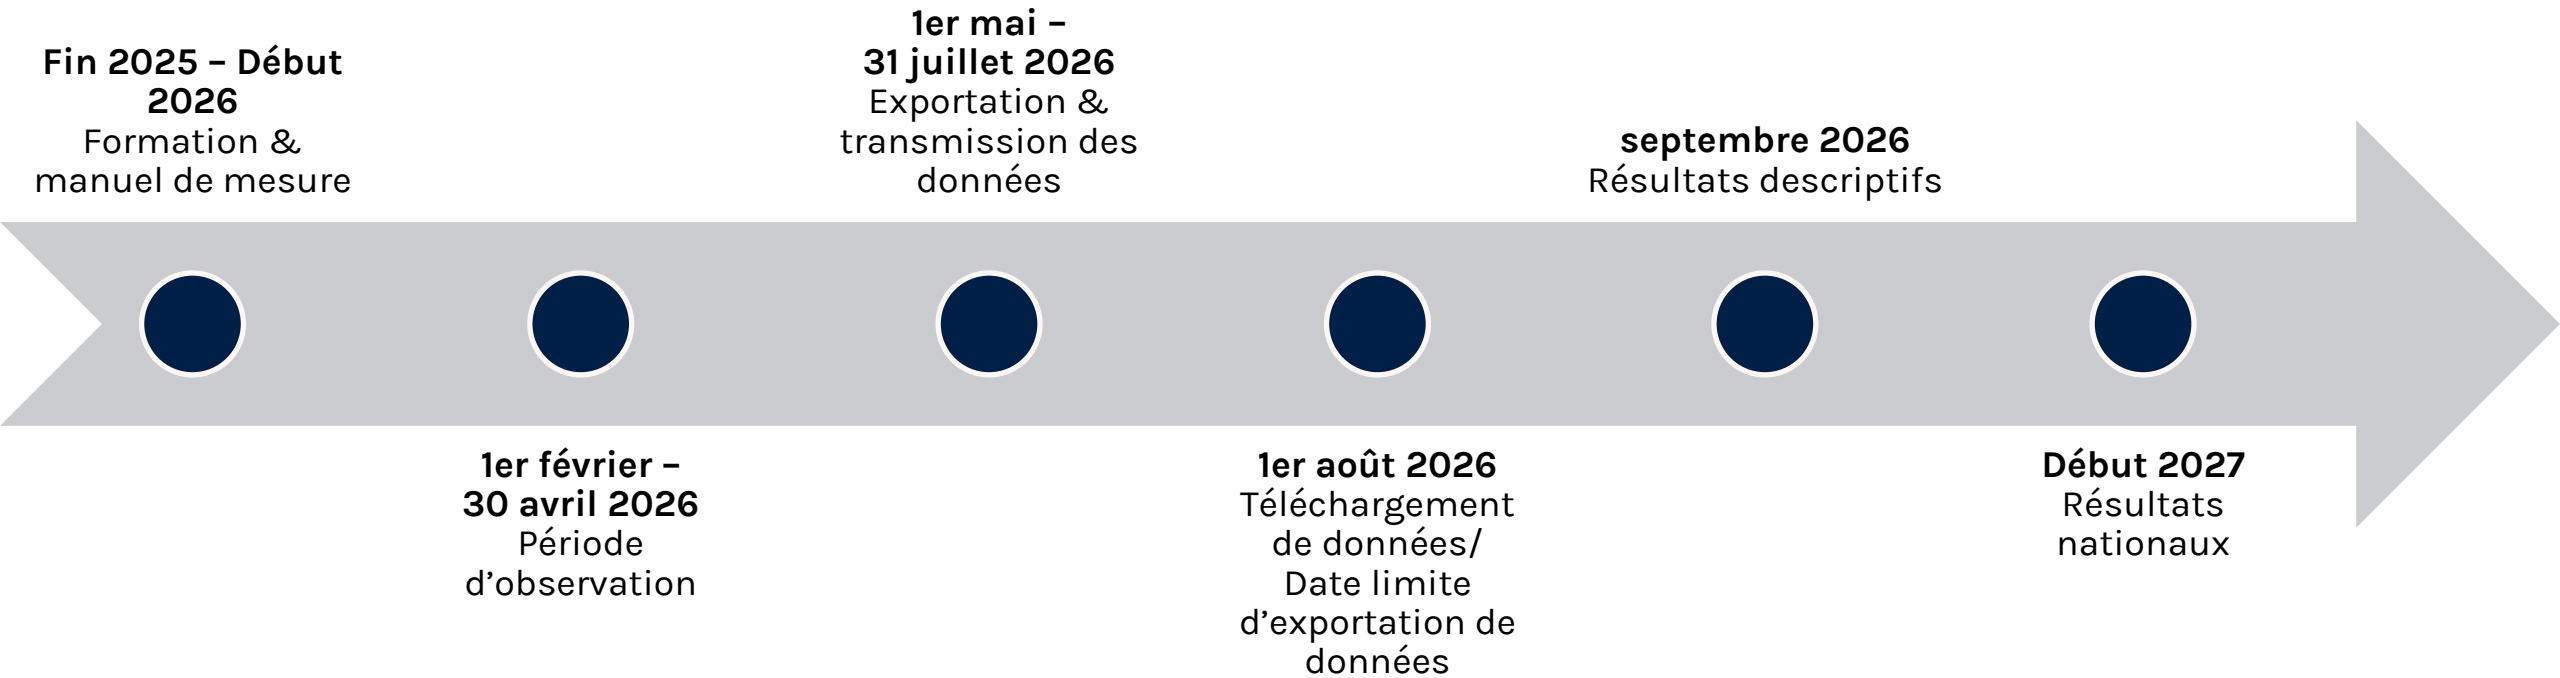 Fin 2025 – Début
2026
Formation &
manuel de mesure
1er février –
30 avril 2026
Période
d’observation
1er mai –
31 juillet 2026
Exportation &
transmission des
données
1er août 2026
Téléchargement
de données/
Date limite
d’exportation de
données
septembre 2026
Résultats descriptifs
Début 2027
Résultats
nationaux